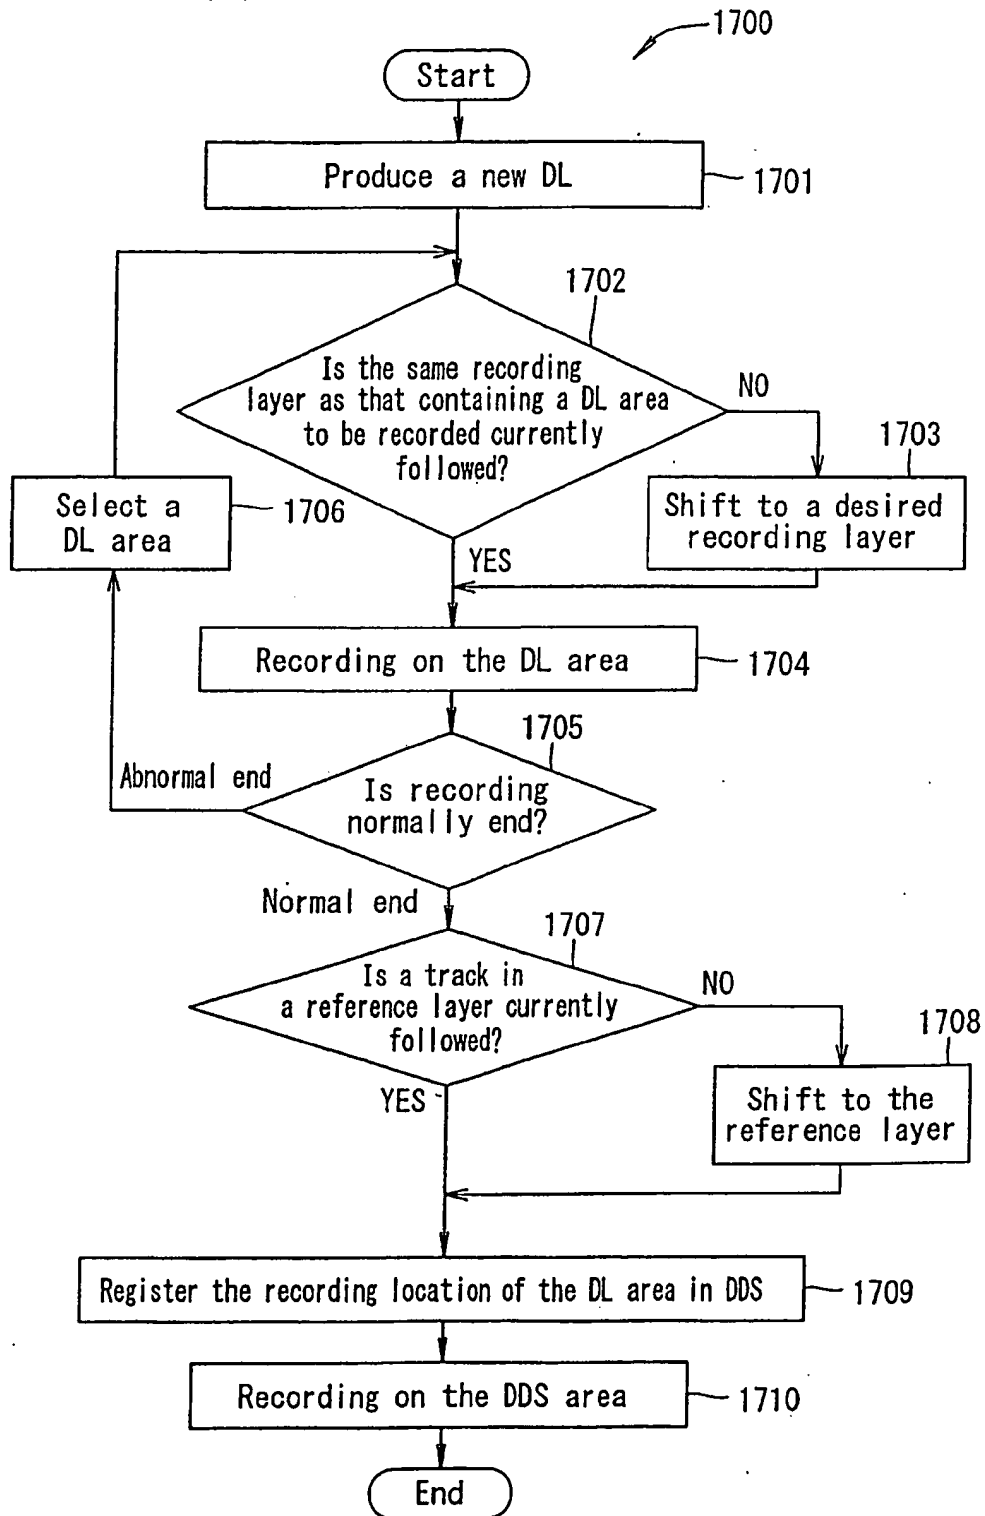 1700
Start
Produce a new DL
1701
1702
Is the same recording
layer as that containing a DL area
to be recorded currently
followed?
NO
1703
Shift to a desired
recording layer
Select a
DL area
1706
YES
Recording on the DL area
1704
1705
Abnormal end
Is recording
normally end?
Normal end
1707
Is a track in
a reference layer currently
followed?
NO
1708
Shift to the
reference layer
YES
Register the recording location of the DL area in DDS
1709
Recording on the DDS area
1710
End